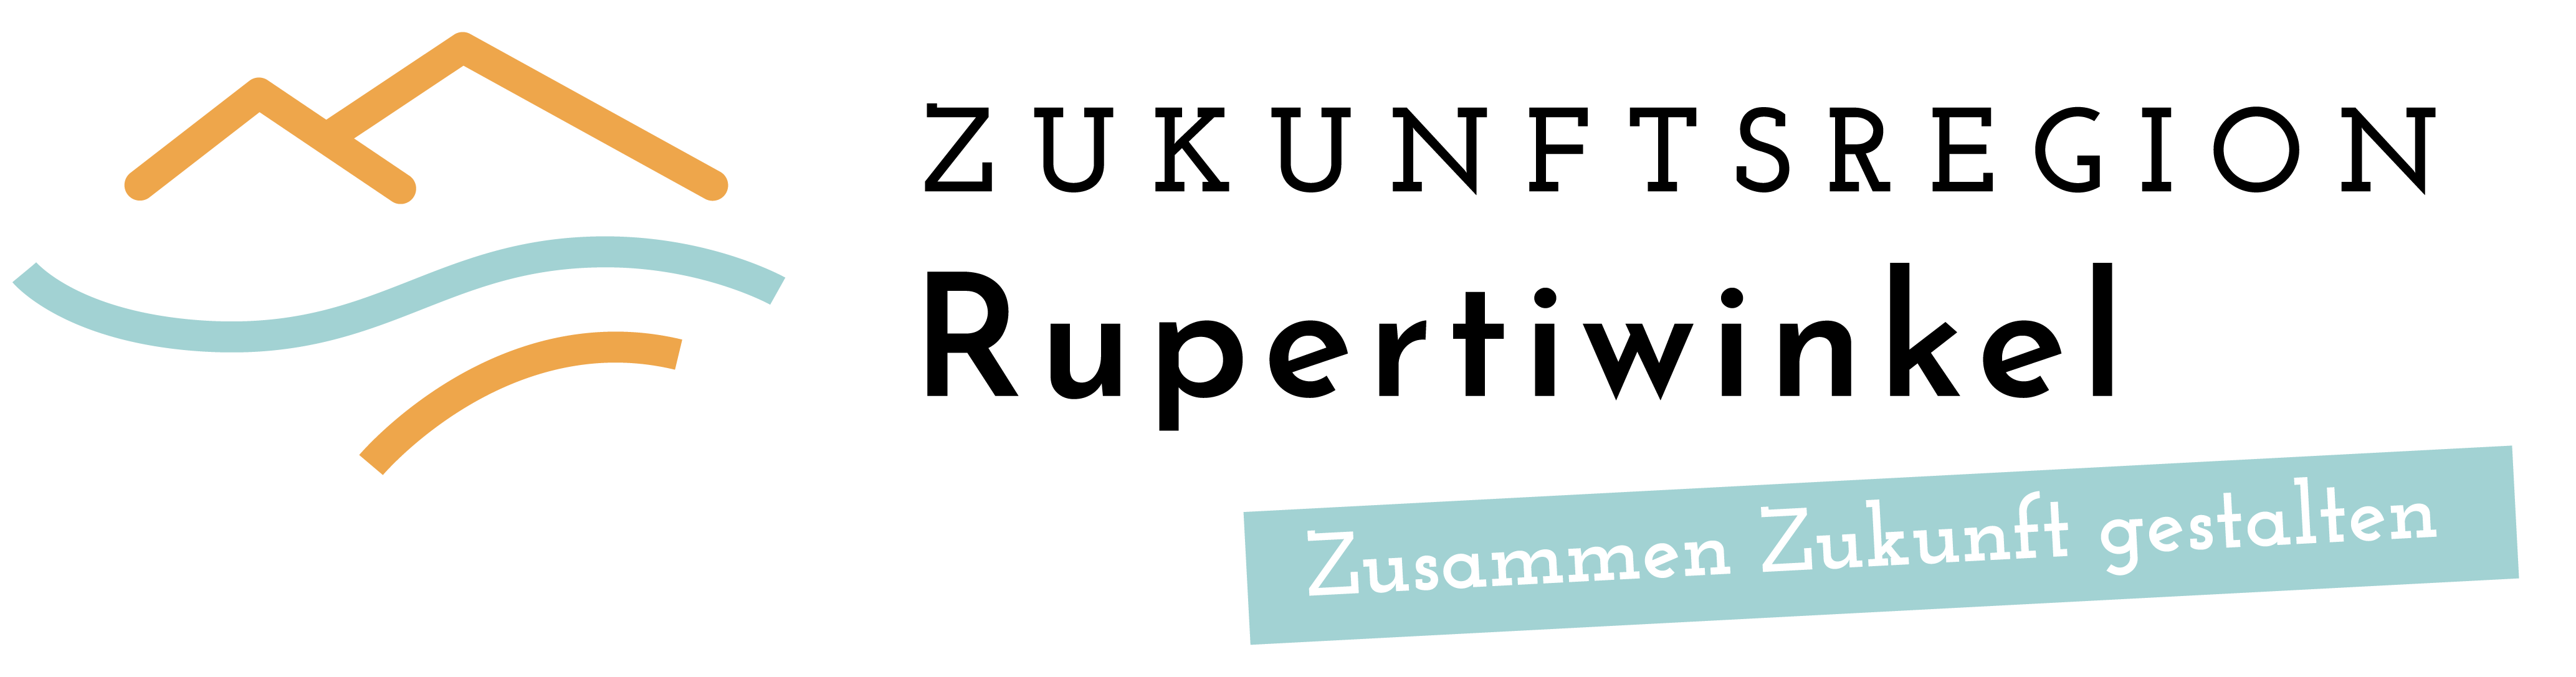 ZUKUNFTSREGION
Rupertiwinkel
Zusammen Zukunft gestalten